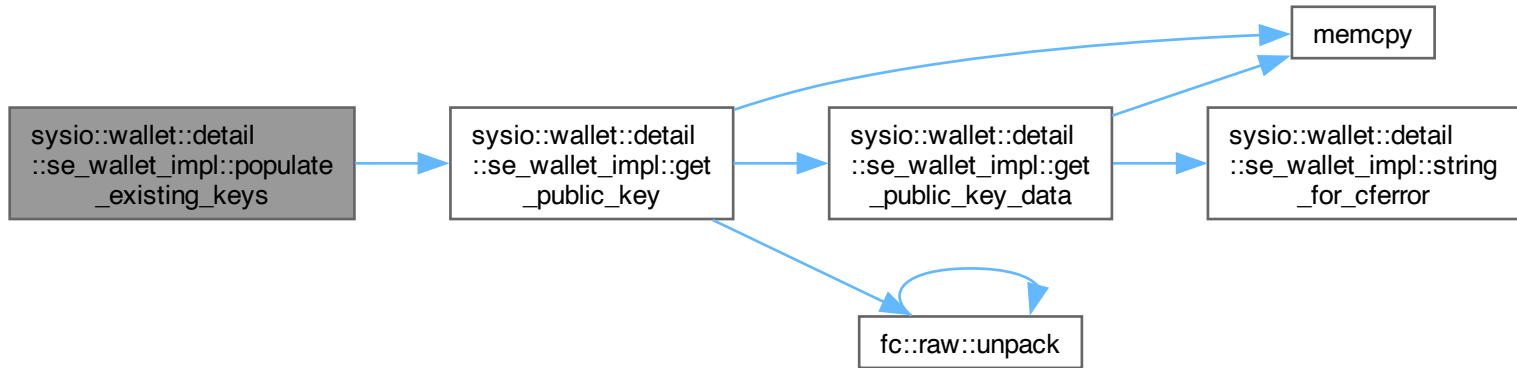 memcpy
sysio::wallet::detail
::se_wallet_impl::populate
_existing_keys
sysio::wallet::detail
::se_wallet_impl::get
_public_key
sysio::wallet::detail
::se_wallet_impl::get
_public_key_data
sysio::wallet::detail
::se_wallet_impl::string
_for_cferror
fc::raw::unpack